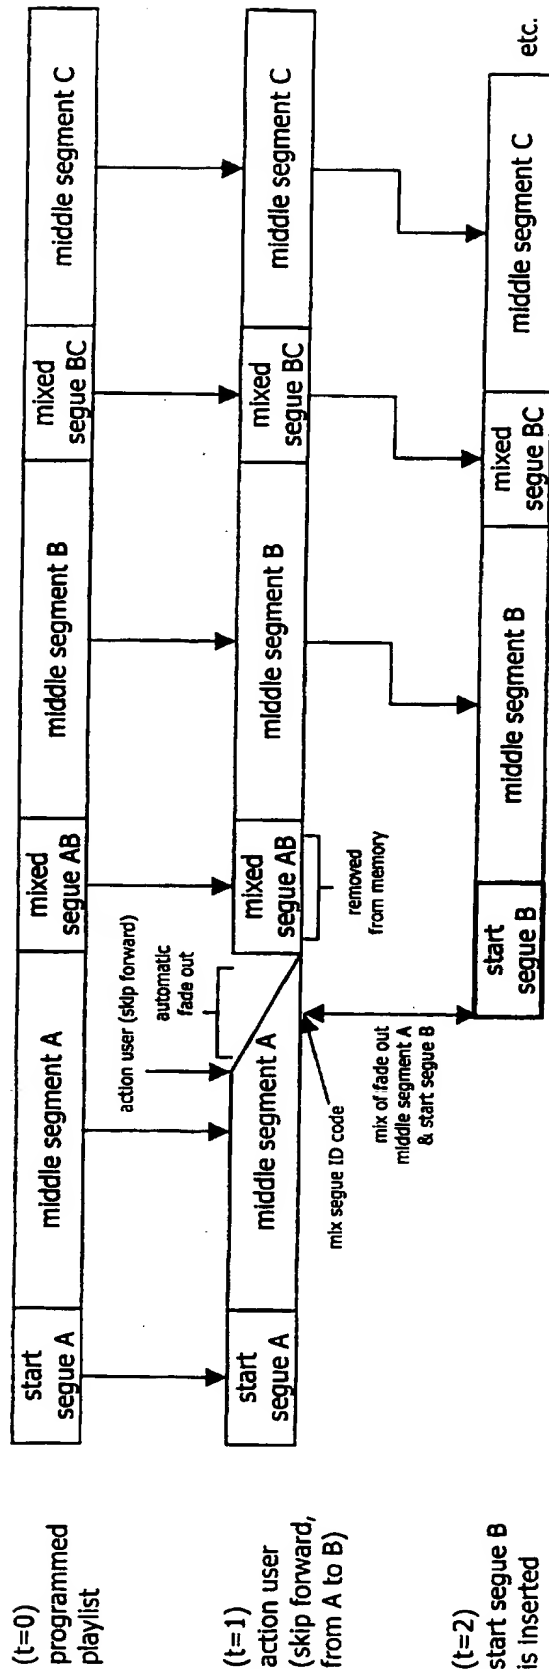 (t=0)
programmed
playlist
start
segue A
middle segment A
mixed
segue AB
middle segment B
mixed
segue BC
middle segment C
action user (skip forward)
automatic
fade out
(t=1)
action user
(skip forward,
from A to B)
start
segue A
middle segment A
mixed
segue AB
middle segment B
mixed
segue BC
middle segment C
mix segue ID code
removed
from memory
mix of fade out
middle segment A
& start segue B
(t=2)
start segue B
is inserted
start
segue B
middle segment B
mixed
segue BC
middle segment C
etc.